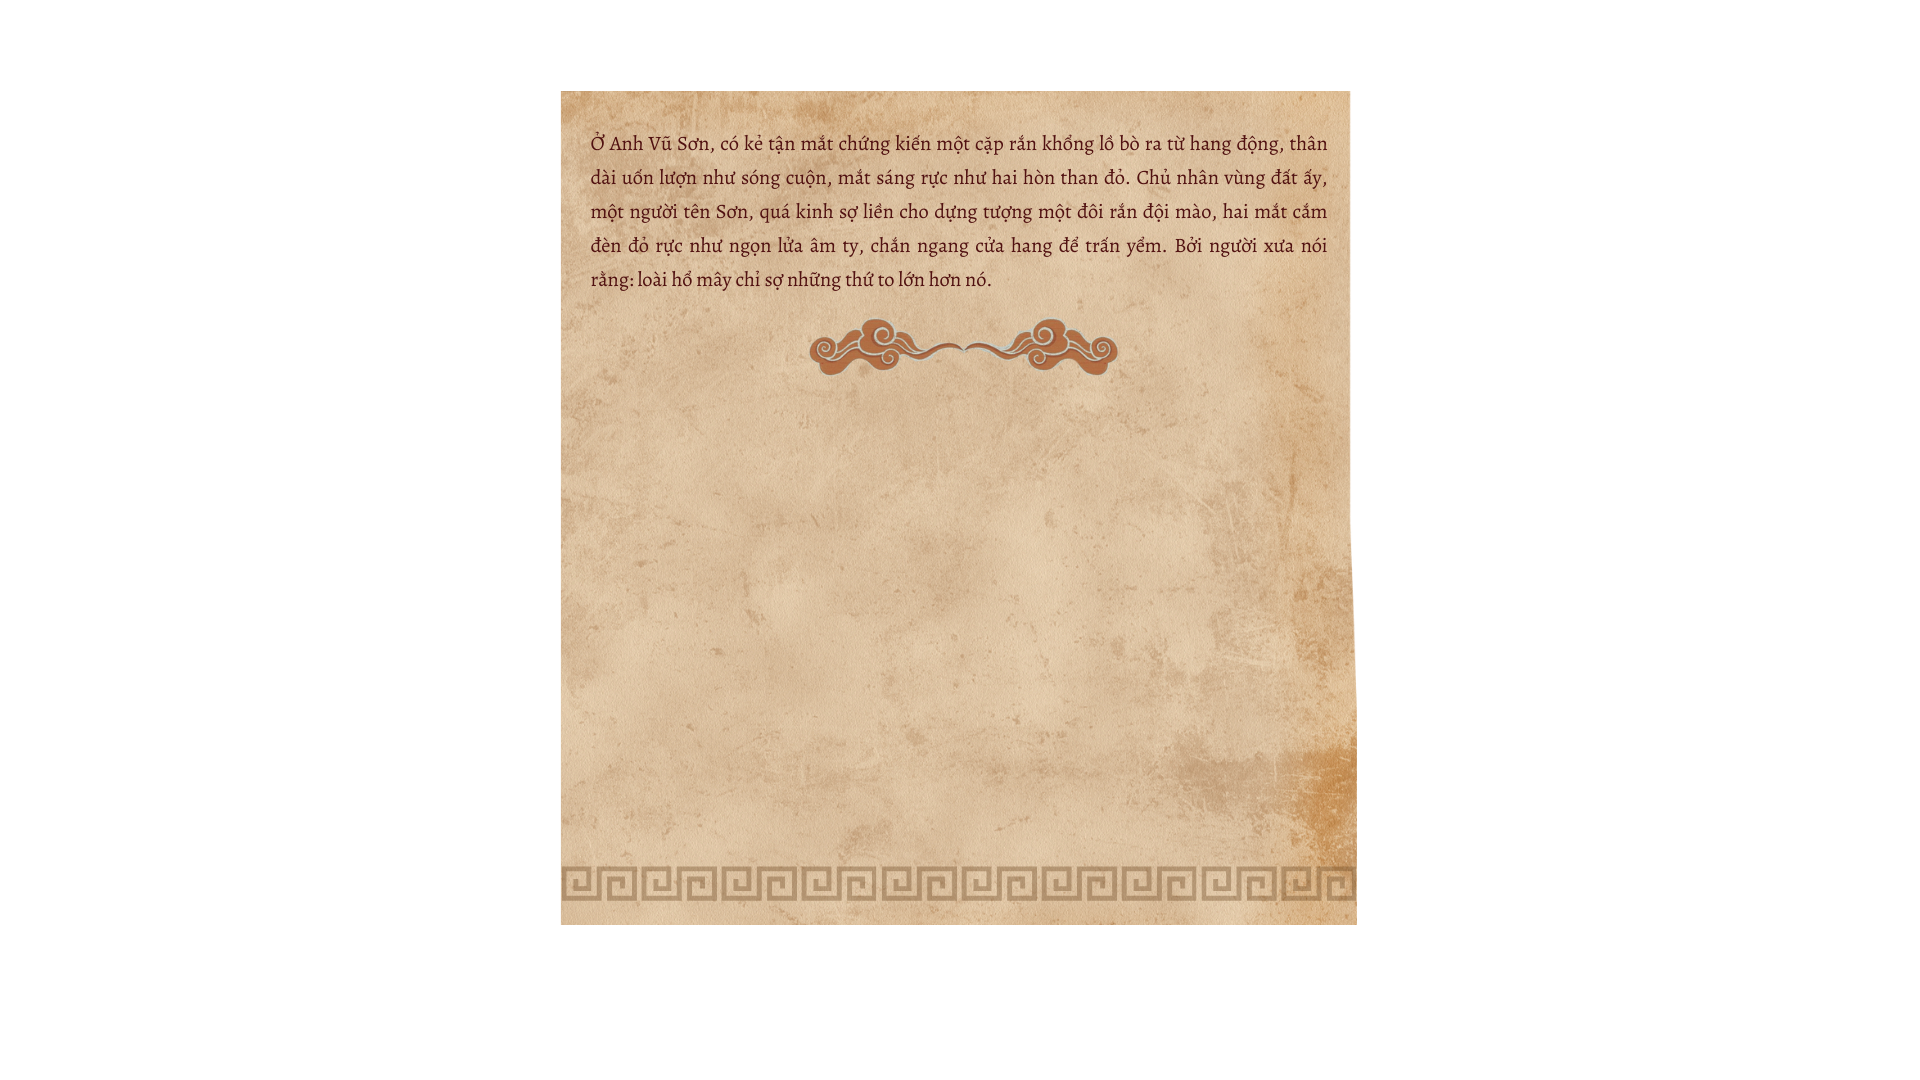 Ở Anh Vũ Sơn, có kẻ tận mắt chứng kiến một cặp rắn khổng lồ bò ra từ hang động, thân
dài uốn lượn như sóng cuộn, mắt sáng rực như hai hòn than đỏ. Chủ nhân vùng đất ấy,
một người tên Sơn, quá kinh sợ liền cho dựng tượng một đôi rắn đội mào, hai mắt cắm
đèn đỏ rực như ngọn lửa âm ty, chắn ngang cửa hang để trấn yểm. Bởi người xưa nói
rằng: loài hổ mây chỉ sợ những thứ to lớn hơn nó.